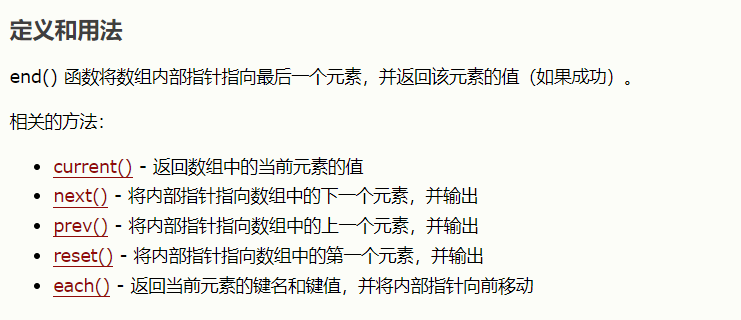 定义和用法
end() 函数将数组内部指针指向最后一个元素，并返回该元素的值（如果成功）。
相关的方法：
• current() - 返回数组中的当前元素的值
• next() - 将内部指针指向数组中的下一个元素，并输出
• prev() - 将内部指针指向数组中的上一个元素，并输出
• reset() - 将内部指针指向数组中的第一个元素，并输出
• each() - 返回当前元素的键名和键值，并将内部指针向前移动